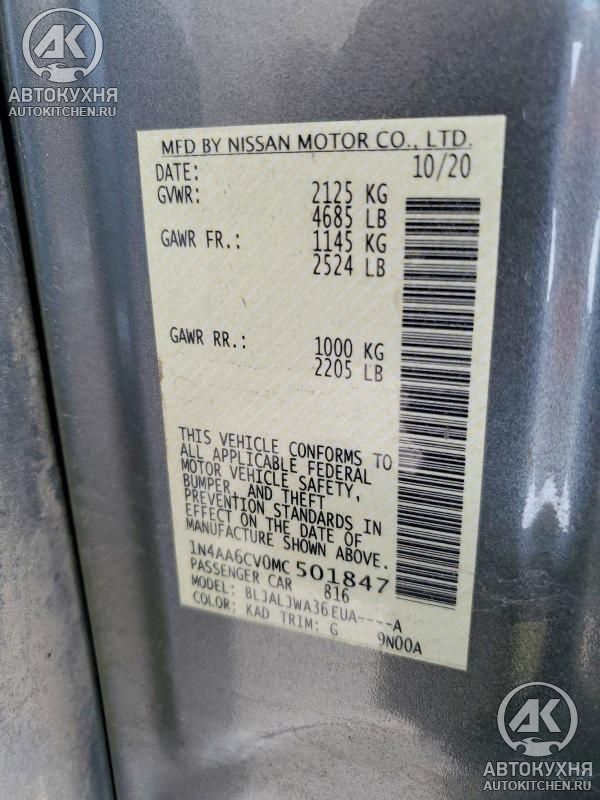 АК
АВТОКУХНЯ
AUTOKITCHEN.RU
MFD BY NISSAN MOTOR CO., LTD.
DATE: 10/20
GVWR: 2125 KG
4685 LB
GAWR FR.: 1145 KG
2524 LB
GAWR RR.: 1000 KG
2205 LB
THIS VEHICLE CONFORMS TO
ALL APPLICABLE FEDERAL
MOTOR VEHICLE SAFETY,
BUMPER, AND THEFT
PREVENTION STANDARDS IN
EFFECT ON THE DATE OF
MANUFACTURE SHOWN ABOVE.
1N4AA6CV0MC501847
PASSENGER CAR 816
MODEL: BLJALJWA36EUA----A
COLOR: KAD TRIM: G 9N00A
АК
АВТОКУХНЯ
AUTOKITCHEN.RU